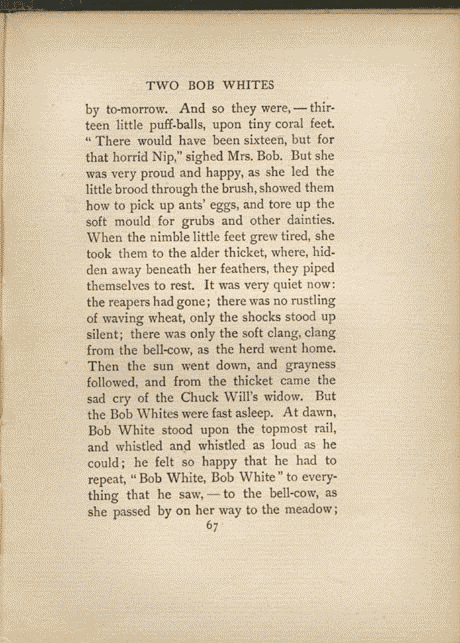 TWO BOB WHITES
by to-morrow. And so they were, — thir-
teen little puff-balls, upon tiny coral feet.
“ There would have been sixteen, but for
that horrid Nip,” sighed Mrs. Bob. But she
was very proud and happy, as she led the
little brood through the brush, showed them
how to pick up ants’ eggs, and tore up the
soft mould for grubs and other dainties.
When the nimble little feet grew tired, she
took them to the alder thicket, where, hid-
den away beneath her feathers, they piped
themselves to rest. It was very quiet now:
the reapers had gone; there was no rustling
of waving wheat, only the shocks stood up
silent; there was only the soft clang, clang
from the bell-cow, as the herd went home.
Then the sun went down, and grayness
followed, and from the thicket came the
sad cry of the Chuck Will’s widow. But
the Bob Whites were fast asleep. At dawn,
Bob White stood upon the topmost rail,
and whistled and whistled as loud as he
could; he felt so happy that he had to
repeat, “ Bob White, Bob White ” to every-
thing that he saw, — to the bell-cow, as
she passed by on her way to the meadow;
67